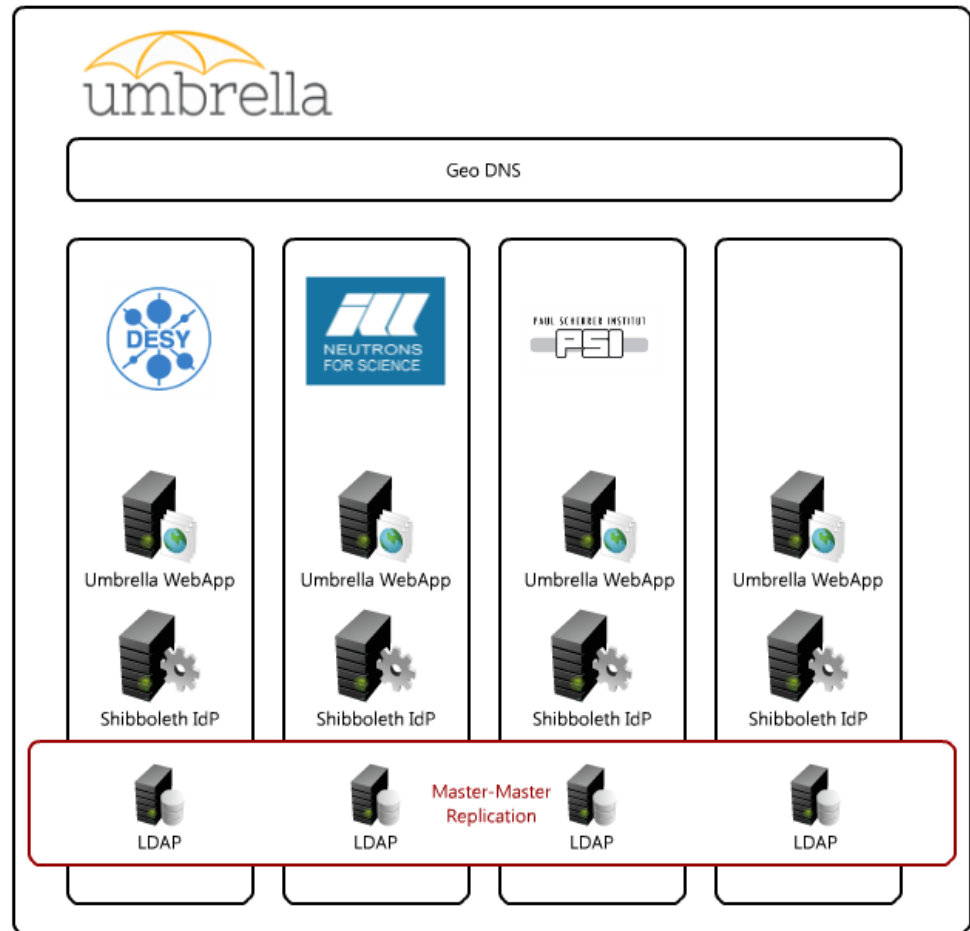 umbrella
Geo DNS
DESY
ill
NEUTRONS
FOR SCIENCE
PAUL SCHERRER INSTITUT
PSI
Umbrella WebApp
Umbrella WebApp
Umbrella WebApp
Umbrella WebApp
Shibboleth IdP
Shibboleth IdP
Shibboleth IdP
Shibboleth IdP
Master-Master
Replication
LDAP
LDAP
LDAP
LDAP